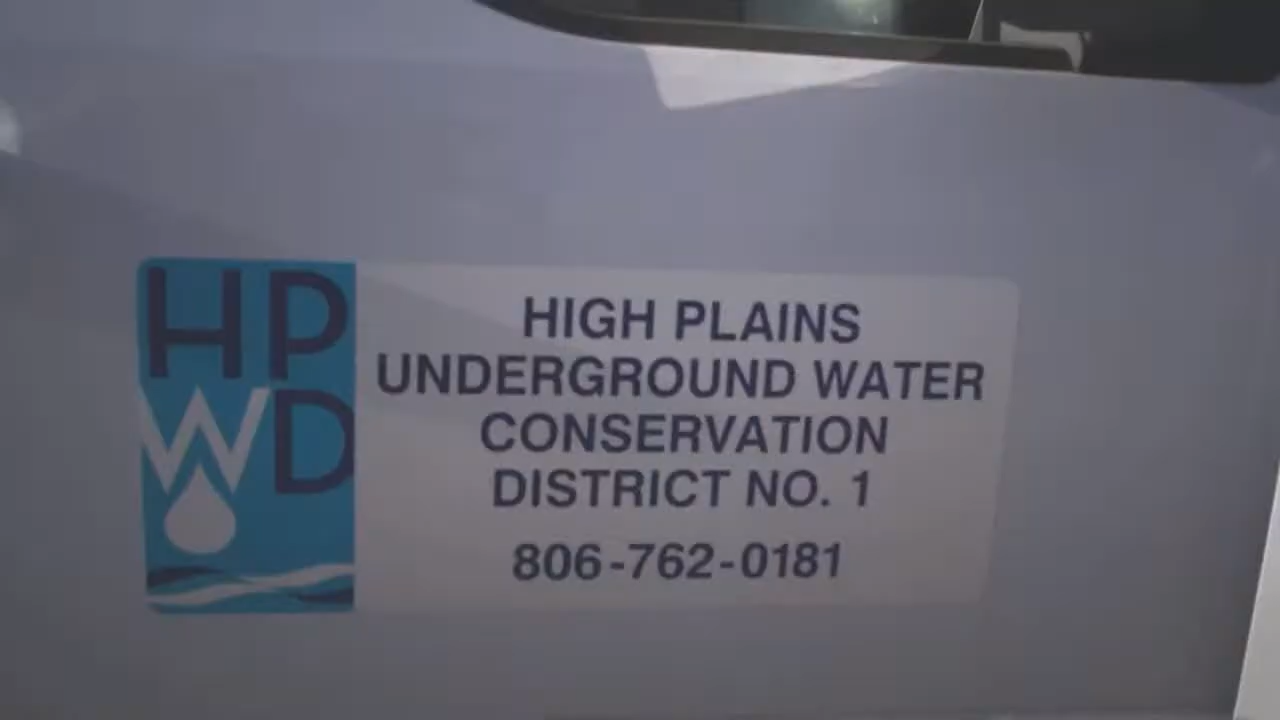 HP
WD
HIGH PLAINS
UNDERGROUND WATER
CONSERVATION
DISTRICT NO. 1
806-762-0181